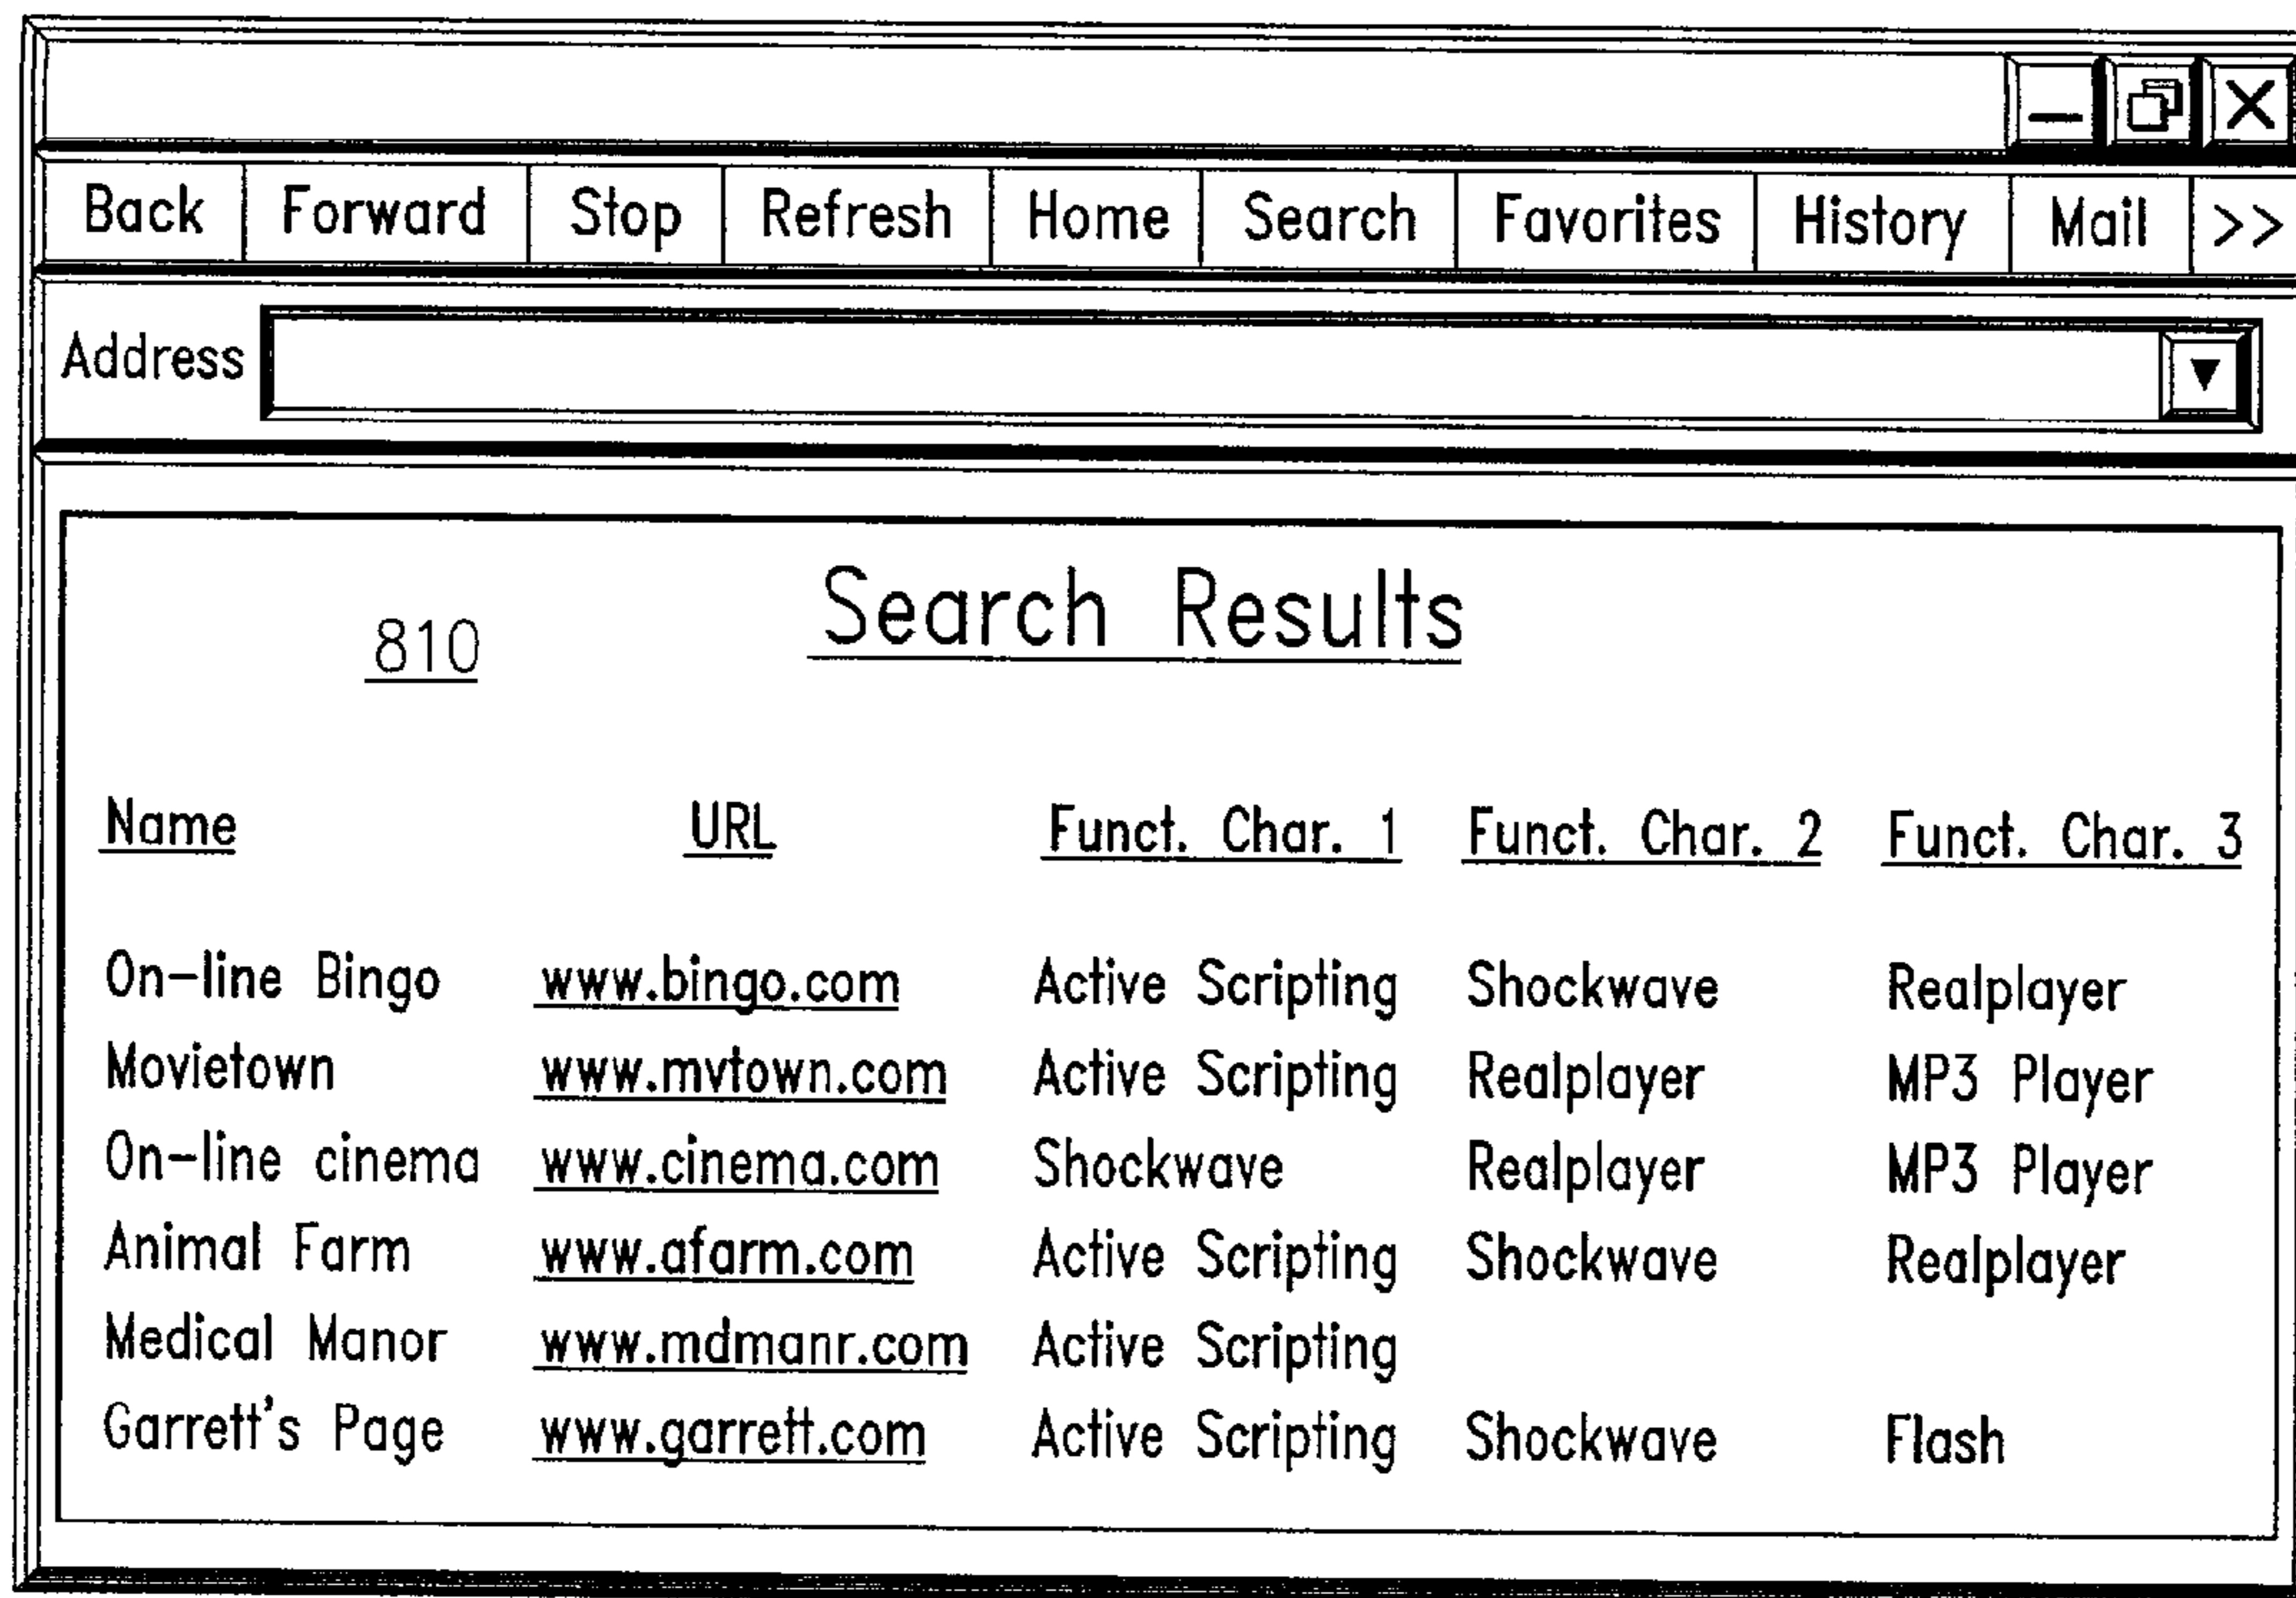 Back Forward Stop Refresh Home Search Favorites History Mail >>
Address
Search Results
810
Name URL Funct. Char. 1 Funct. Char. 2 Funct. Char. 3
On-line Bingo www.bingo.com Active Scripting Shockwave Realplayer
Movietown www.mvtown.com Active Scripting Realplayer MP3 Player
On-line cinema www.cinema.com Shockwave Realplayer MP3 Player
Animal Farm www.afarm.com Active Scripting Shockwave Realplayer
Medical Manor www.mdmanr.com Active Scripting
Garrett's Page www.garrett.com Active Scripting Shockwave Flash